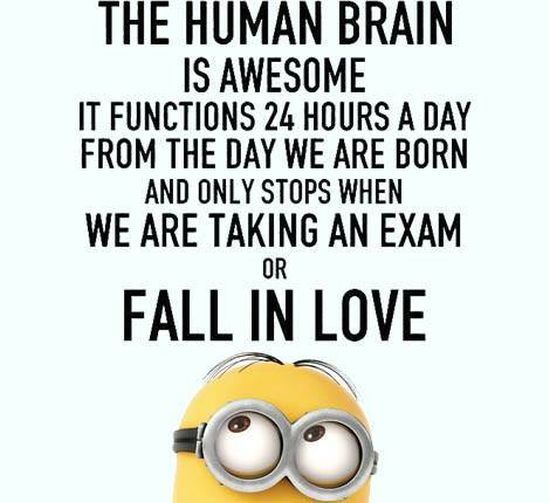 THE HUMAN BRAIN
IS AWESOME
IT FUNCTIONS 24 HOURS A DAY
FROM THE DAY WE ARE BORN
AND ONLY STOPS WHEN
WE ARE TAKING AN EXAM
OR
FALL IN LOVE